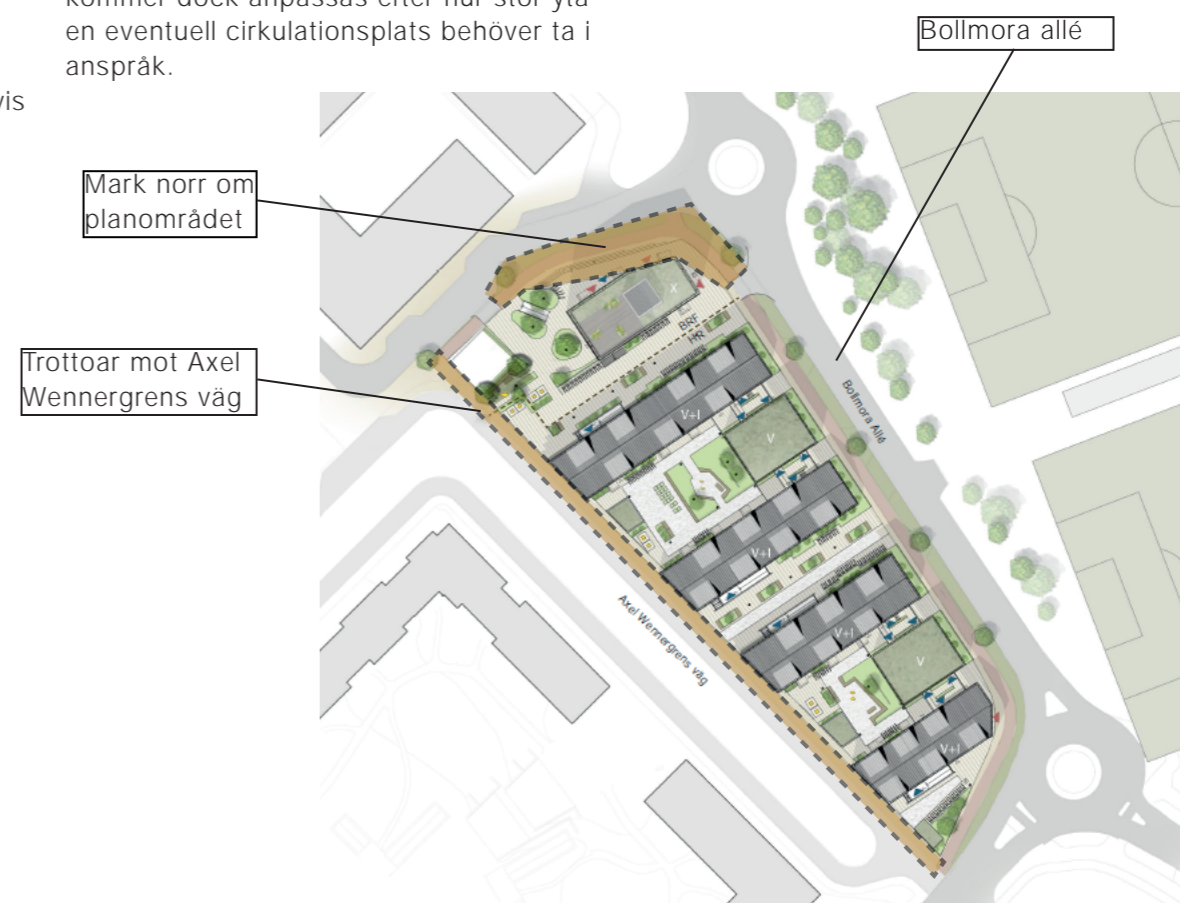 kommer dock anpassas efter hur stor yta
en eventuell cirkulationsplats behöver ta i
anspråk.
vis
Bollmora allé
Mark norr om
planområdet
Trottoar mot Axel
Wennergrens väg
X
BRF
HR
V+I
V
V+I
V+I
V
V+I
Bollmora Allé
Axel Wennergrens väg